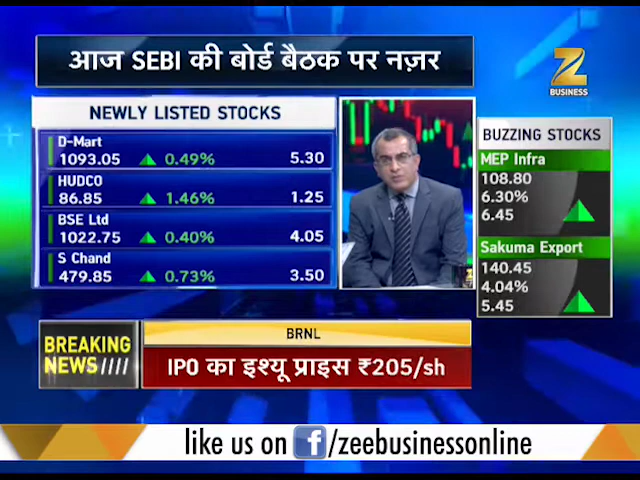 आज SEBI की बोर्ड बैठक पर नज़र
Z
BUSINESS
NEWLY LISTED STOCKS
D-Mart
1093.05 0.49% 5.30
HUDCO
86.85 1.46% 1.25
BSE Ltd
1022.75 0.40% 4.05
S Chand
479.85 0.73% 3.50
BUZZING STOCKS
MEP Infra
108.80
6.30%
6.45
Sakuma Export
140.45
4.04%
5.45
BREAKING
NEWS////
BRNL
IPO का इश्यू प्राइस ₹205/sh
like us on f/zeebusinessonline